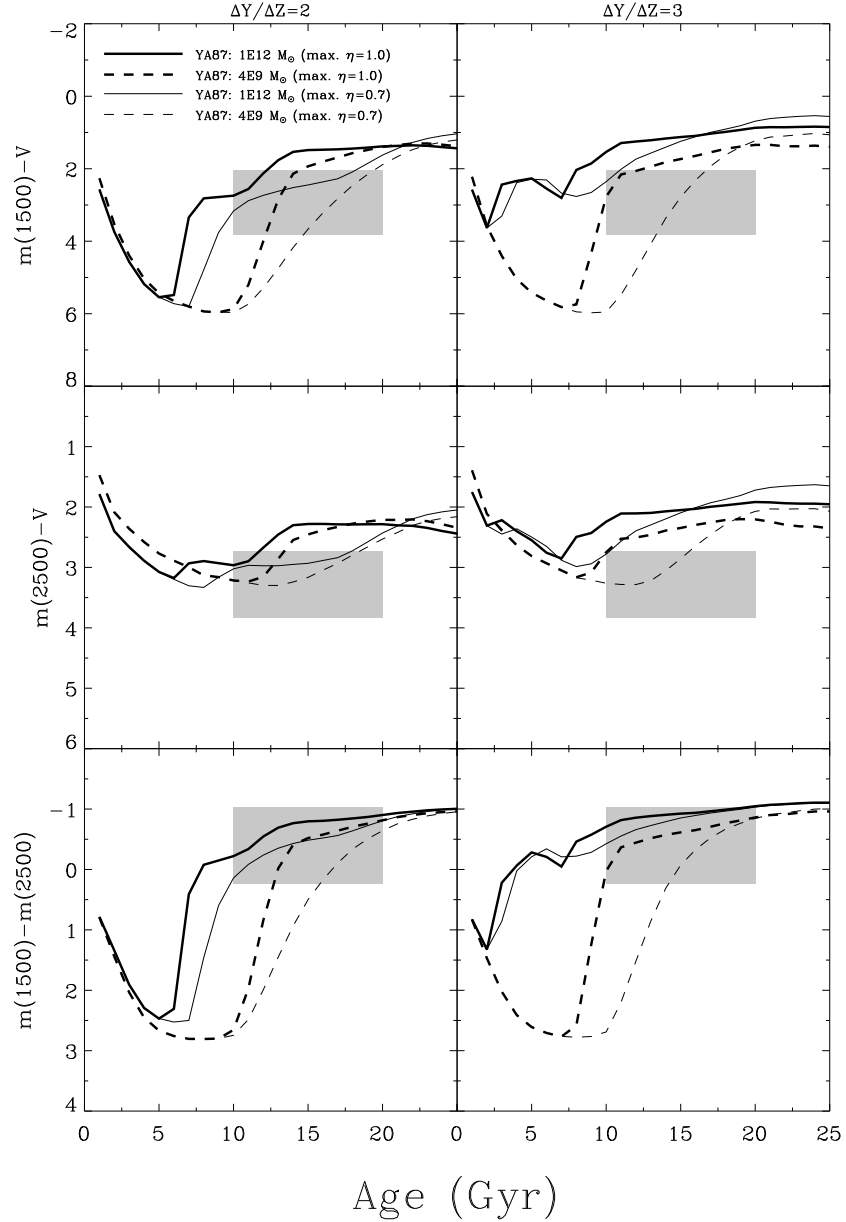 ΔY/ΔZ=2
ΔY/ΔZ=3
YA87: 1E12 M☉ (max. η=1.0)
YA87: 4E9 M☉ (max. η=1.0)
YA87: 1E12 M☉ (max. η=0.7)
YA87: 4E9 M☉ (max. η=0.7)
-2
0
2
4
6
8
m(1500)-V
1
2
3
4
5
6
m(2500)-V
-1
0
1
2
3
4
m(1500)-m(2500)
0 5 10 15 20 0 5 10 15 20 25
Age (Gyr)